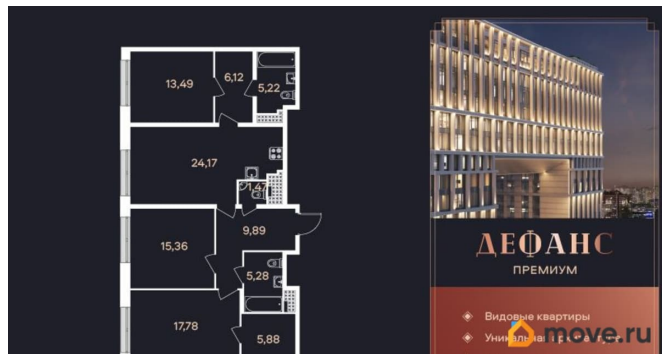 13,49
6,12
5,22
24,17
1,47
9,89
15,36
5,28
17,78
5,88
ДЕФАНС
ПРЕМИУМ
Видовые квартиры
move.ru